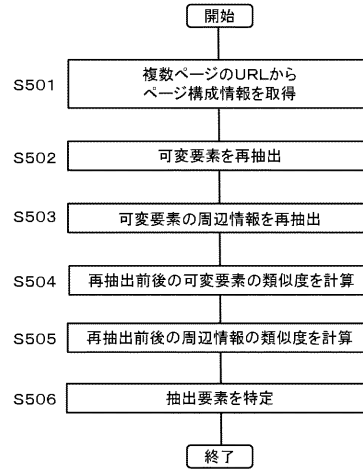 開始
S501
複数ページのURLから
ページ構成情報を取得
S502
可変要素を再抽出
S503
可変要素の周辺情報を再抽出
S504
再抽出前後の可変要素の類似度を計算
S505
再抽出前後の周辺情報の類似度を計算
S506
抽出要素を特定
終了